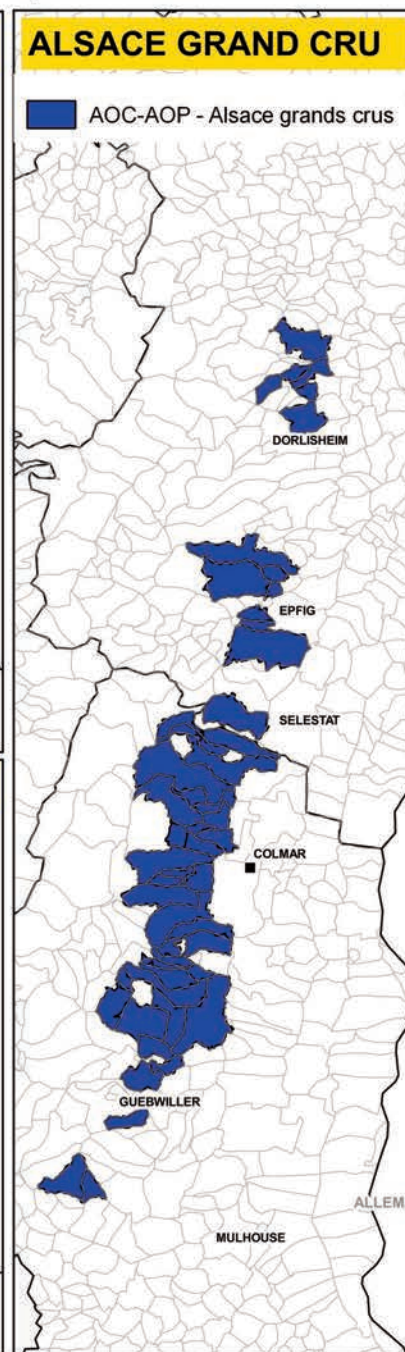 ALSACE GRAND CRU
AOC-AOP - Alsace grands crus
DORLISHEIM
EPFIG
SELESTAT
COLMAR
GUEBWILLER
ALLEM
MULHOUSE